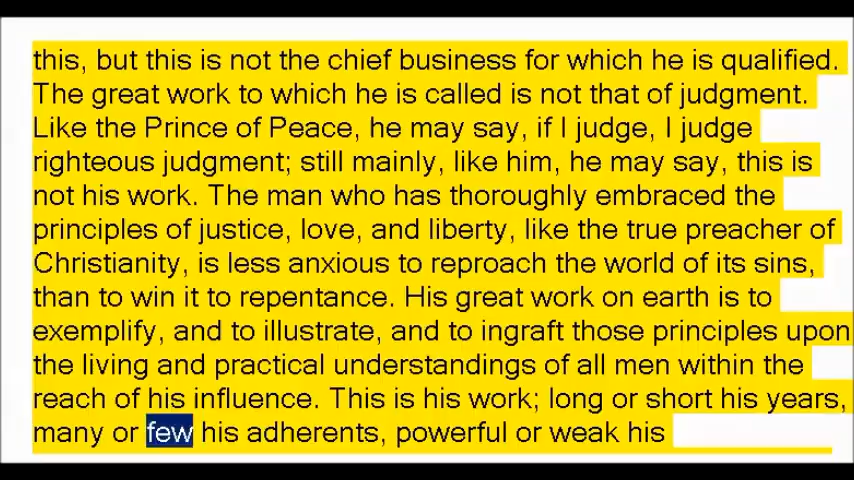 this, but this is not the chief business for which he is qualified.
The great work to which he is called is not that of judgment.
Like the Prince of Peace, he may say, if I judge, I judge
righteous judgment; still mainly, like him, he may say, this is
not his work. The man who has thoroughly embraced the
principles of justice, love, and liberty, like the true preacher of
Christianity, is less anxious to reproach the world of its sins,
than to win it to repentance. His great work on earth is to
exemplify, and to illustrate, and to ingraft those principles upon
the living and practical understandings of all men within the
reach of his influence. This is his work; long or short his years,
many or few his adherents, powerful or weak his